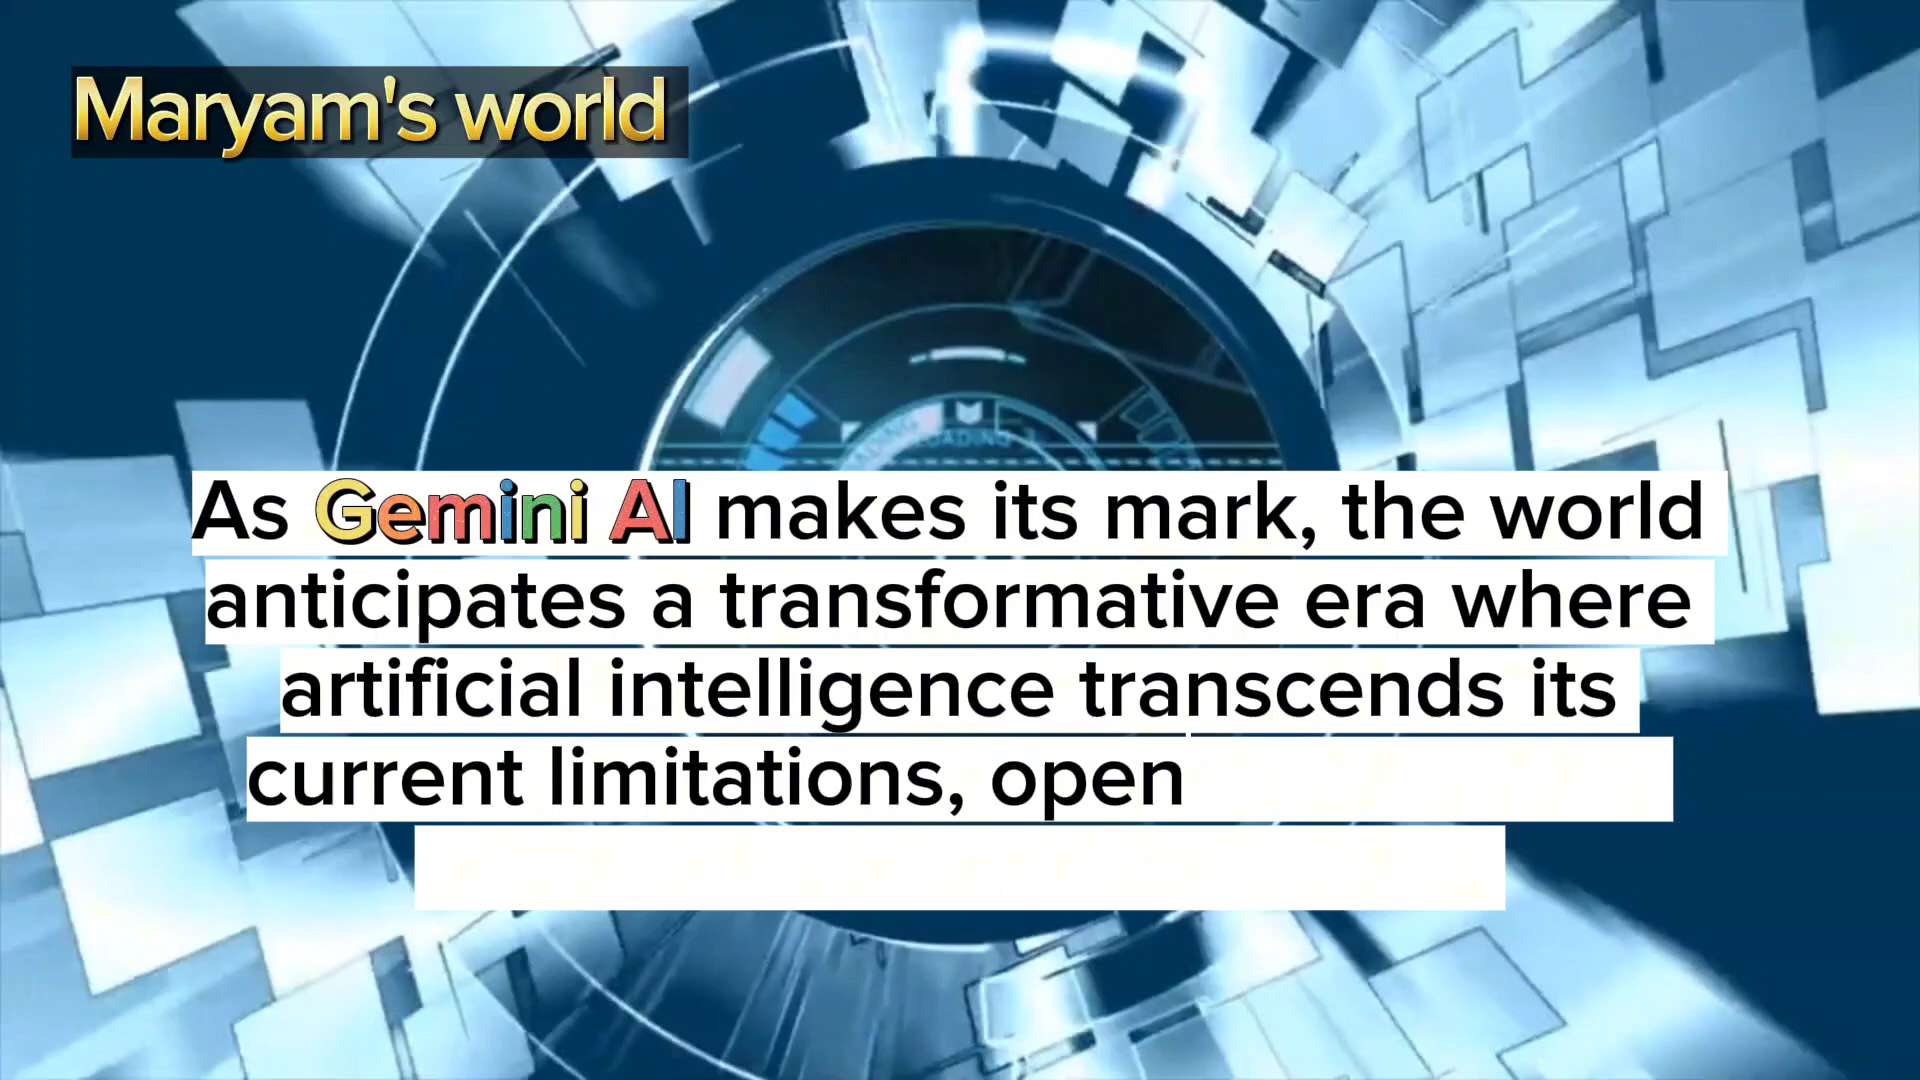 Maryam's world
LOADING
As Gemini AI makes its mark, the world
anticipates a transformative era where
artificial intelligence transcends its
current limitations, open